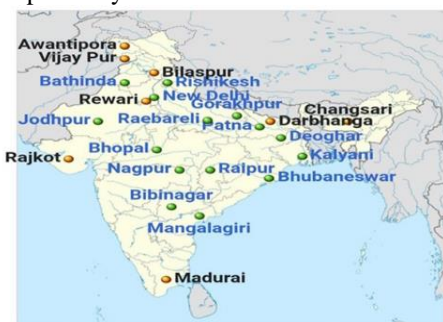 Awantipora
Vijay Pur
Bilaspur
Bathinda
Rishikesh
New Delhi
Rewari
Gorakhpur
Changsari
Jodhpur
Raebareli
Darbhanga
Patna
Deoghar
Bhopal
Rajkot
Kalyani
Nagpur
Raipur
Bhubaneswar
Bibinagar
Mangalagiri
Madurai